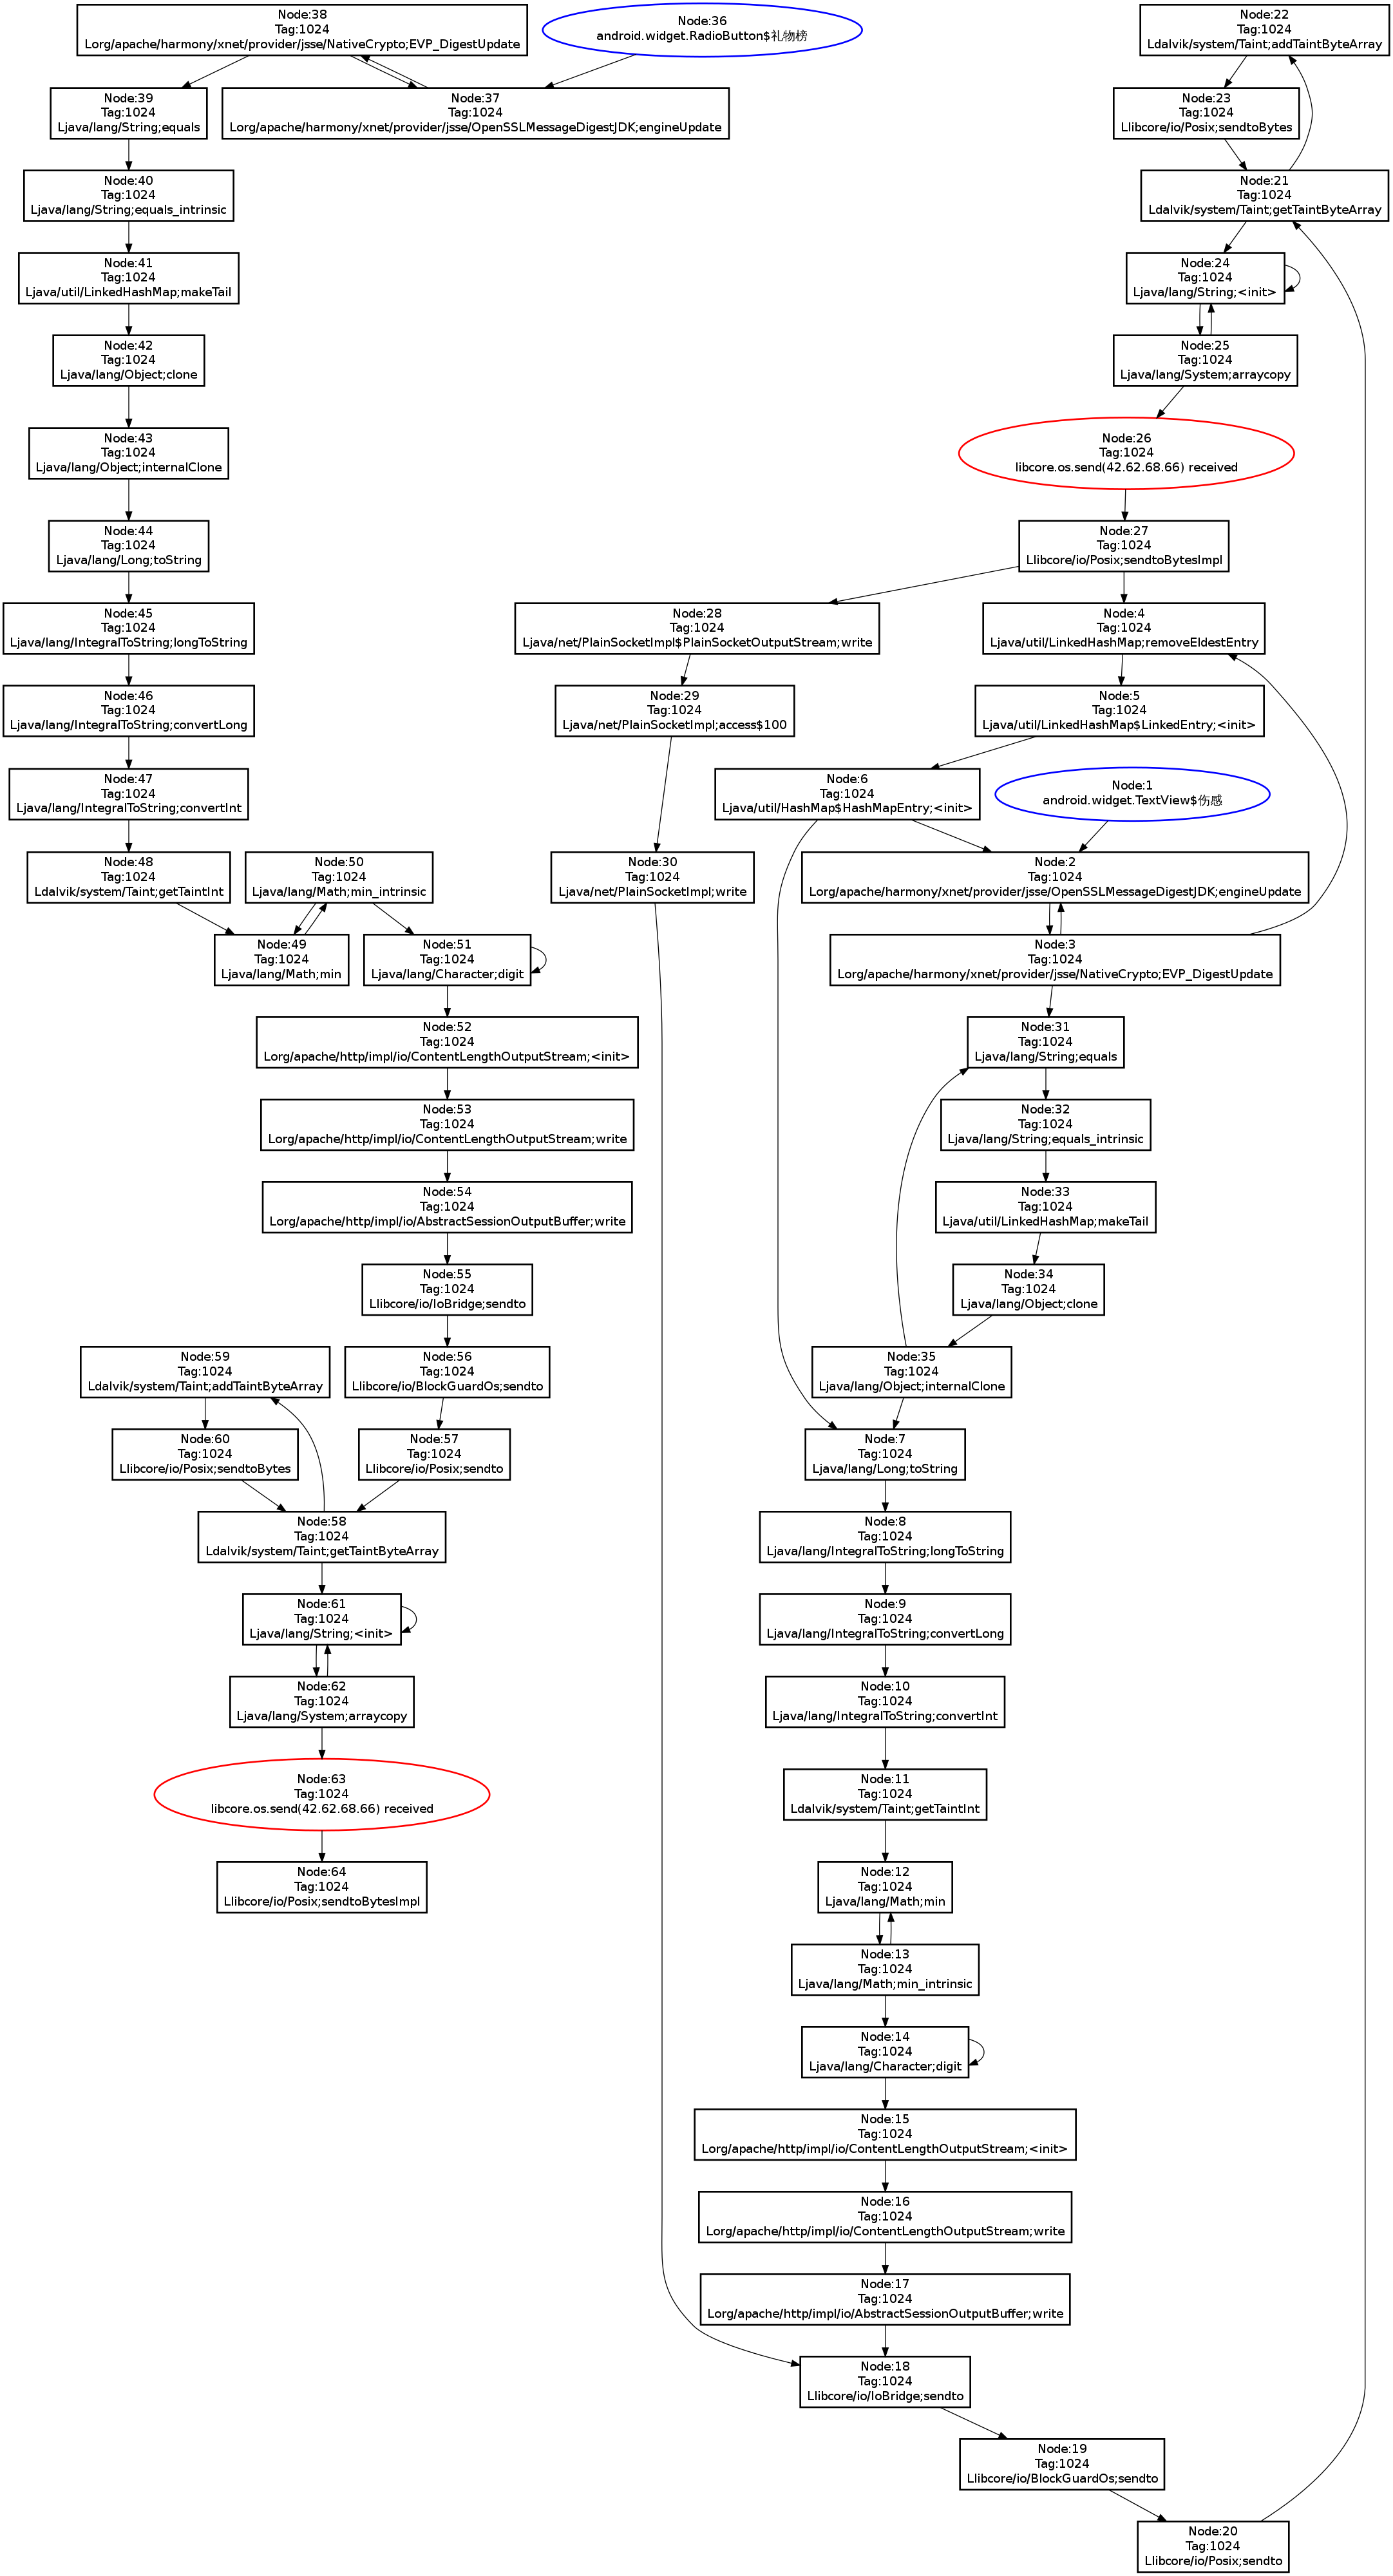 Node:38
Tag:1024
Lorg/apache/harmony/xnet/provider/jsse/NativeCrypto;EVP_DigestUpdate
Node:36
android.widget.RadioButton$礼物榜
Node:22
Tag:1024
Ldalvik/system/Taint;addTaintByteArray
Node:39
Tag:1024
Ljava/lang/String;equals
Node:37
Tag:1024
Lorg/apache/harmony/xnet/provider/jsse/OpenSSLMessageDigestJDK;engineUpdate
Node:23
Tag:1024
Llibcore/io/Posix;sendtoBytes
Node:40
Tag:1024
Ljava/lang/String;equals_intrinsic
Node:21
Tag:1024
Ldalvik/system/Taint;getTaintByteArray
Node:41
Tag:1024
Ljava/util/LinkedHashMap;makeTail
Node:24
Tag:1024
Ljava/lang/String;<init>
Node:42
Tag:1024
Ljava/lang/Object;clone
Node:25
Tag:1024
Ljava/lang/System;arraycopy
Node:43
Tag:1024
Ljava/lang/Object;internalClone
Node:26
Tag:1024
libcore.os.send(42.62.68.66) received
Node:44
Tag:1024
Ljava/lang/Long;toString
Node:27
Tag:1024
Llibcore/io/Posix;sendtoBytesImpl
Node:45
Tag:1024
Ljava/lang/IntegralToString;longToString
Node:28
Tag:1024
Ljava/net/PlainSocketImpl$PlainSocketOutputStream;write
Node:4
Tag:1024
Ljava/util/LinkedHashMap;removeEldestEntry
Node:46
Tag:1024
Ljava/lang/IntegralToString;convertLong
Node:29
Tag:1024
Ljava/net/PlainSocketImpl;access$100
Node:5
Tag:1024
Ljava/util/LinkedHashMap$LinkedEntry;<init>
Node:47
Tag:1024
Ljava/lang/IntegralToString;convertInt
Node:6
Tag:1024
Ljava/util/HashMap$HashMapEntry;<init>
Node:1
android.widget.TextView$伤感
Node:48
Tag:1024
Ldalvik/system/Taint;getTaintInt
Node:50
Tag:1024
Ljava/lang/Math;min_intrinsic
Node:30
Tag:1024
Ljava/net/PlainSocketImpl;write
Node:2
Tag:1024
Lorg/apache/harmony/xnet/provider/jsse/OpenSSLMessageDigestJDK;engineUpdate
Node:49
Tag:1024
Ljava/lang/Math;min
Node:51
Tag:1024
Ljava/lang/Character;digit
Node:3
Tag:1024
Lorg/apache/harmony/xnet/provider/jsse/NativeCrypto;EVP_DigestUpdate
Node:52
Tag:1024
Lorg/apache/http/impl/io/ContentLengthOutputStream;<init>
Node:31
Tag:1024
Ljava/lang/String;equals
Node:53
Tag:1024
Lorg/apache/http/impl/io/ContentLengthOutputStream;write
Node:32
Tag:1024
Ljava/lang/String;equals_intrinsic
Node:54
Tag:1024
Lorg/apache/http/impl/io/AbstractSessionOutputBuffer;write
Node:33
Tag:1024
Ljava/util/LinkedHashMap;makeTail
Node:55
Tag:1024
Llibcore/io/IoBridge;sendto
Node:34
Tag:1024
Ljava/lang/Object;clone
Node:59
Tag:1024
Ldalvik/system/Taint;addTaintByteArray
Node:56
Tag:1024
Llibcore/io/BlockGuardOs;sendto
Node:35
Tag:1024
Ljava/lang/Object;internalClone
Node:60
Tag:1024
Llibcore/io/Posix;sendtoBytes
Node:57
Tag:1024
Llibcore/io/Posix;sendto
Node:7
Tag:1024
Ljava/lang/Long;toString
Node:58
Tag:1024
Ldalvik/system/Taint;getTaintByteArray
Node:8
Tag:1024
Ljava/lang/IntegralToString;longToString
Node:61
Tag:1024
Ljava/lang/String;<init>
Node:9
Tag:1024
Ljava/lang/IntegralToString;convertLong
Node:62
Tag:1024
Ljava/lang/System;arraycopy
Node:10
Tag:1024
Ljava/lang/IntegralToString;convertInt
Node:63
Tag:1024
libcore.os.send(42.62.68.66) received
Node:11
Tag:1024
Ldalvik/system/Taint;getTaintInt
Node:64
Tag:1024
Llibcore/io/Posix;sendtoBytesImpl
Node:12
Tag:1024
Ljava/lang/Math;min
Node:13
Tag:1024
Ljava/lang/Math;min_intrinsic
Node:14
Tag:1024
Ljava/lang/Character;digit
Node:15
Tag:1024
Lorg/apache/http/impl/io/ContentLengthOutputStream;<init>
Node:16
Tag:1024
Lorg/apache/http/impl/io/ContentLengthOutputStream;write
Node:17
Tag:1024
Lorg/apache/http/impl/io/AbstractSessionOutputBuffer;write
Node:18
Tag:1024
Llibcore/io/IoBridge;sendto
Node:19
Tag:1024
Llibcore/io/BlockGuardOs;sendto
Node:20
Tag:1024
Llibcore/io/Posix;sendto